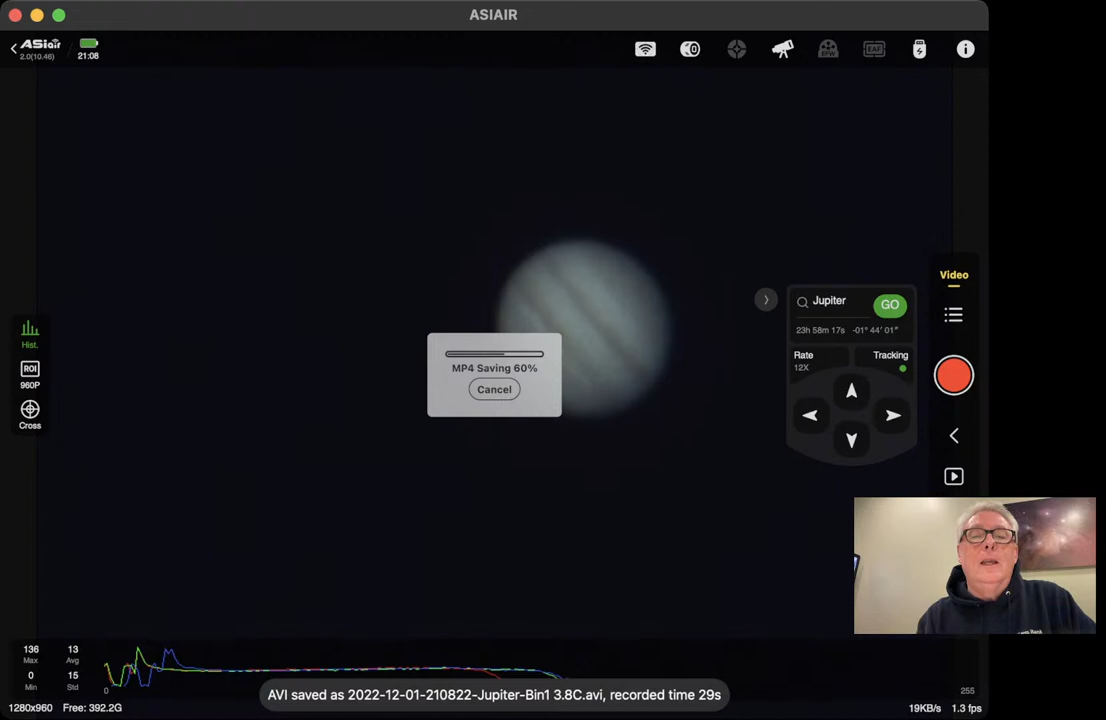 ASIAIR
ASiair
2.0(10.46)
21:08
EFW
EAF
Hist.
ROI
960P
Cross
MP4 Saving 60%
Cancel
Jupiter
GO
23h 58m 17s
-01° 44′ 01″
Rate
12X
Tracking
Video
136
Max
13
Avg
0
Min
15
Std
0
255
AVI saved as 2022-12-01-210822-Jupiter-Bin1 3.8C.avi, recorded time 29s
1280x960
Free: 392.2G
19KB/s
1.3 fps